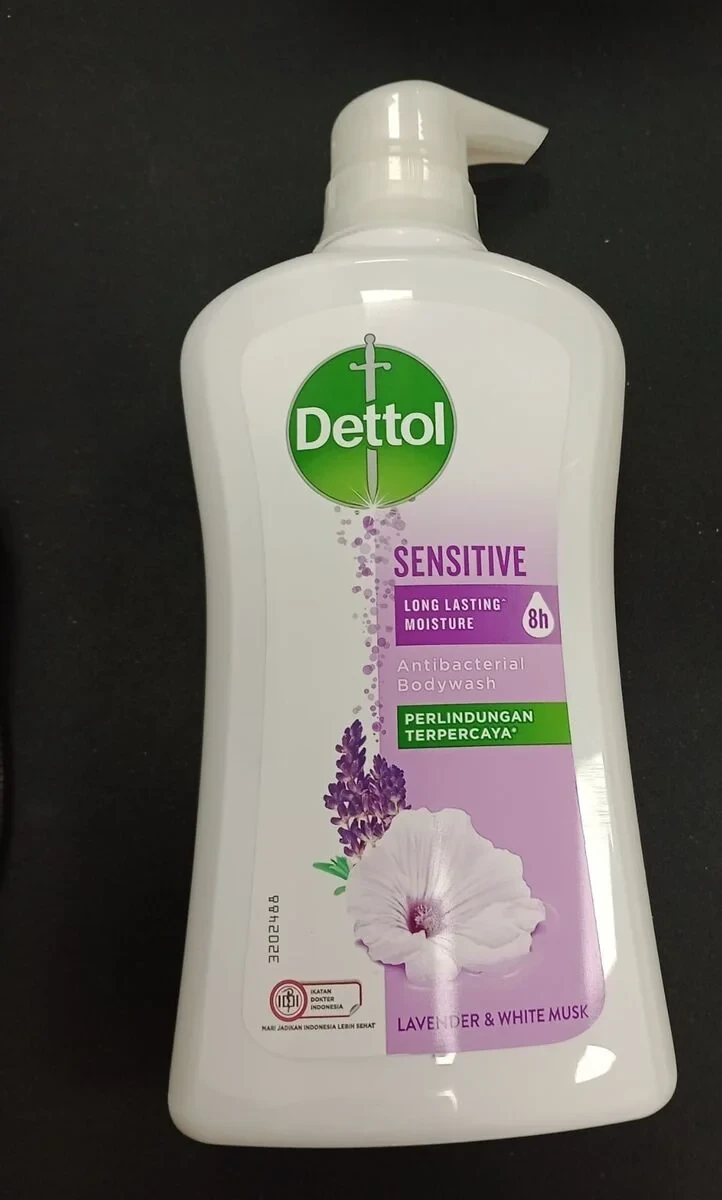 Dettol
SENSITIVE
LONG LASTING^
MOISTURE
8h
Antibacterial
Bodywash
PERLINDUNGAN
TERPERCAYA*
3202488
IKATAN
DOKTER
INDONESIA
MARI JADIKAN INDONESIA LEBIH SEHAT
LAVENDER & WHITE MUSK